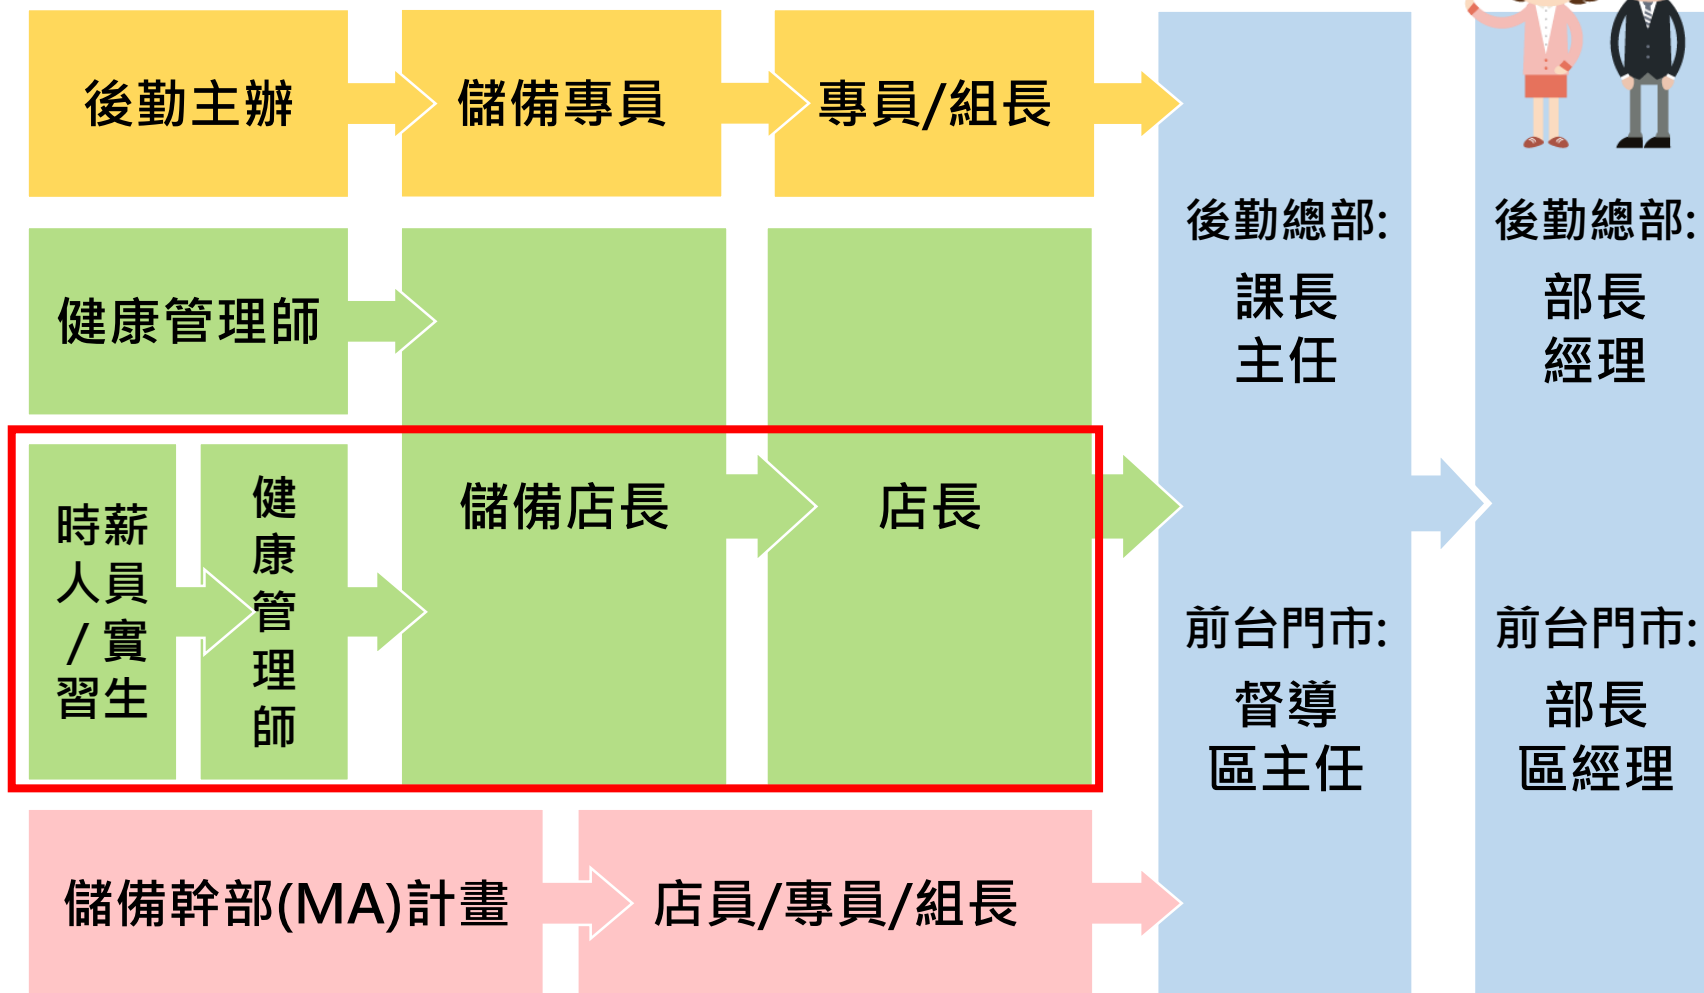 後勤主辦
儲備專員
專員/組長
健康管理師
時薪
人員
/實
習生
健
康
管
理
師
儲備店長
店長
儲備幹部(MA)計畫
店員/專員/組長
後勤總部:
課長
主任
前台門市:
督導
區主任
後勤總部:
部長
經理
前台門市:
部長
區經理